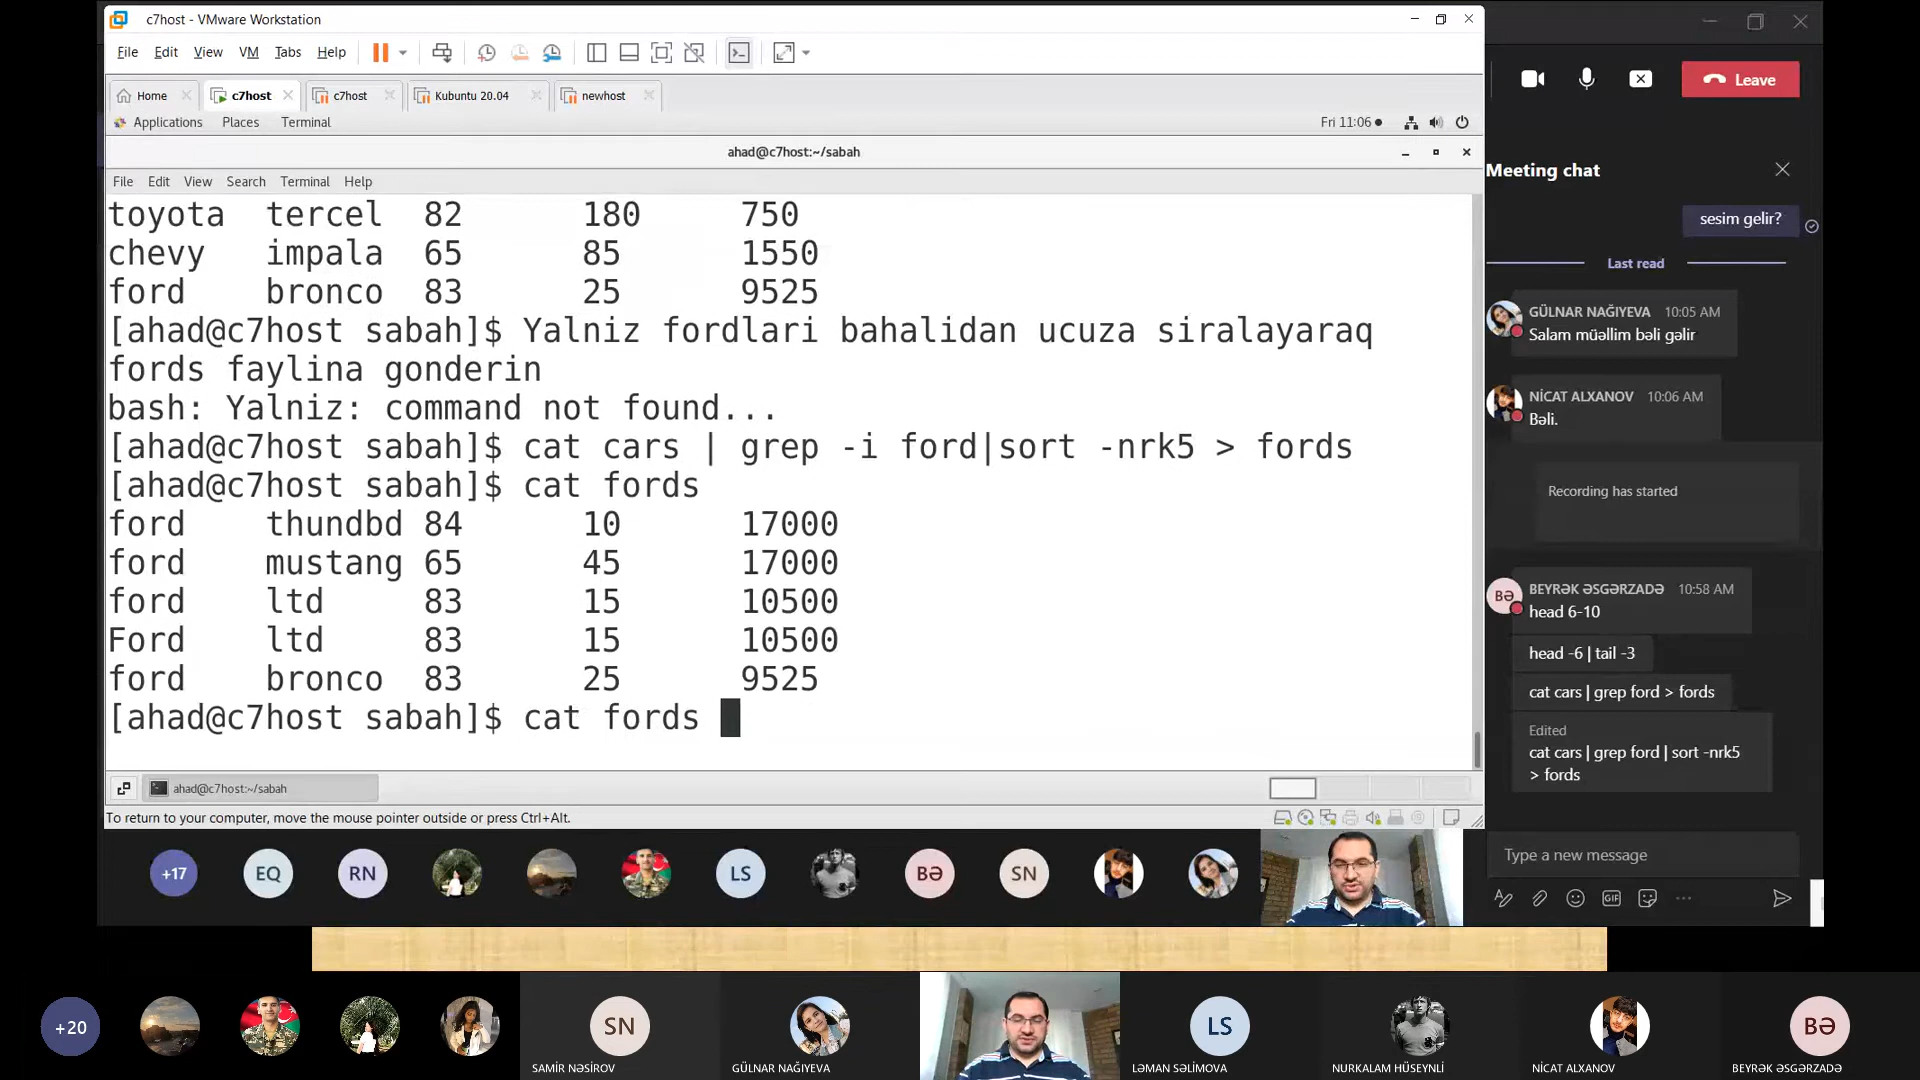 c7host - VMware Workstation
File Edit View VM Tabs Help
Home c7host c7host Kubuntu 20.04 newhost
Applications Places Terminal Fri 11:06
ahad@c7host:~/sabah
File Edit View Search Terminal Help
toyota tercel 82 180 750
chevy impala 65 85 1550
ford bronco 83 25 9525
[ahad@c7host sabah]$ Yalniz fordlari bahalidan ucuza siralayaraq
fords faylina gonderin
bash: Yalniz: command not found...
[ahad@c7host sabah]$ cat cars | grep -i ford|sort -nrk5 > fords
[ahad@c7host sabah]$ cat fords
ford thundbd 84 10 17000
ford mustang 65 45 17000
ford ltd 83 15 10500
Ford ltd 83 15 10500
ford bronco 83 25 9525
[ahad@c7host sabah]$ cat fords
ahad@c7host:~/sabah
To return to your computer, move the mouse pointer outside or press Ctrl+Alt.
Leave
Meeting chat
sesim gelir?
Last read
GÜLNAR NAĞIYEVA 10:05 AM
Salam müəllim bəli gəlir
NİCAT ALXANOV 10:06 AM
Bəli.
Recording has started
BƏ
BEYRƏK ƏSGƏRZADƏ 10:58 AM
head 6-10
head -6 | tail -3
cat cars | grep ford > fords
Edited
cat cars | grep ford | sort -nrk5
> fords
Type a new message
GIF
+17 EQ RN LS BƏ SN
+20 SN LS BƏ
SAMİR NƏSİROV GÜLNAR NAĞIYEVA LƏMAN SƏLİMOVA NURKALAM HÜSEYNLİ NİCAT ALXANOV BEYRƏK ƏSGƏRZADƏ